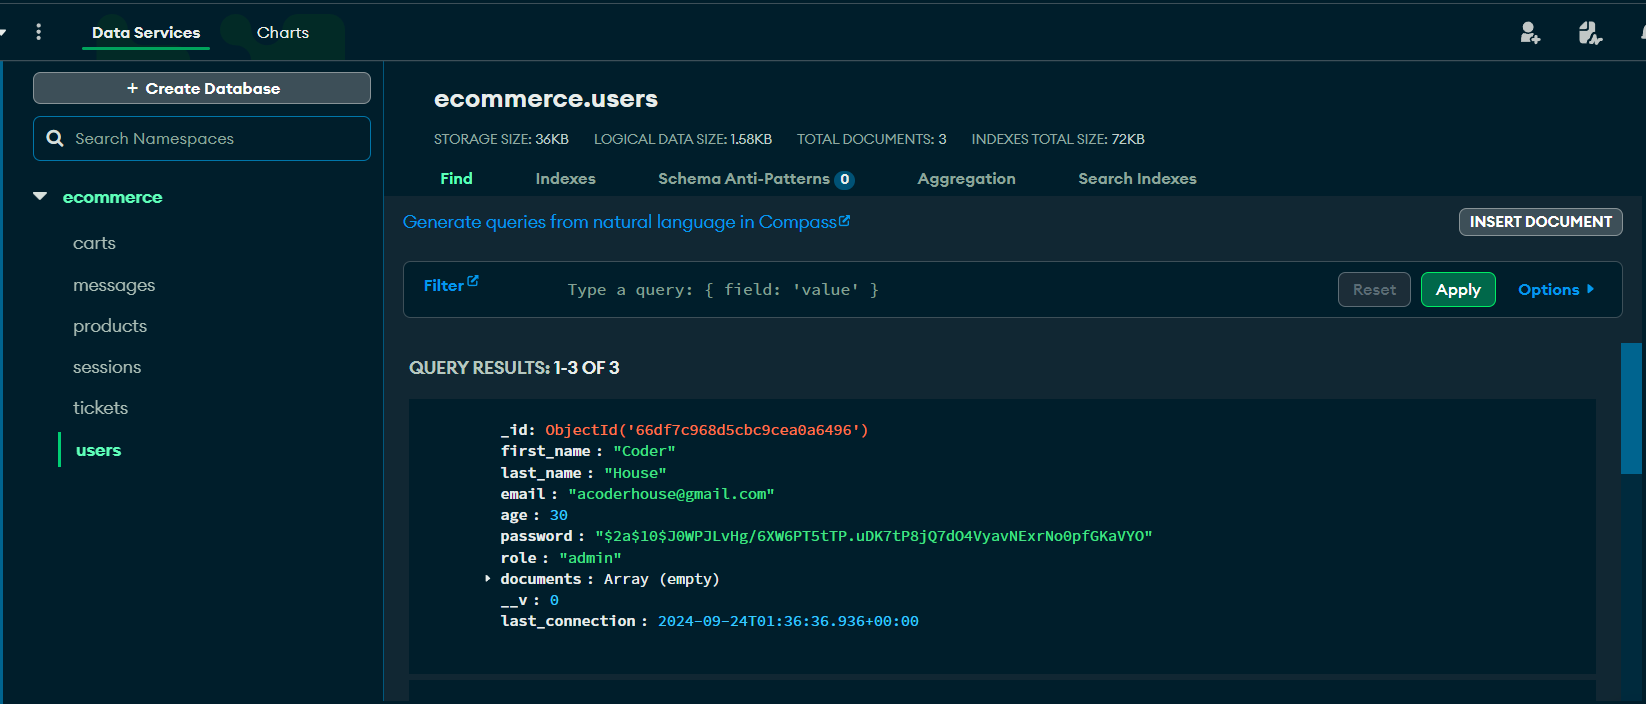 Data Services Charts
+ Create Database
Search Namespaces
ecommerce
carts
messages
products
sessions
tickets
users
ecommerce.users
STORAGE SIZE: 36KB LOGICAL DATA SIZE: 1.58KB TOTAL DOCUMENTS: 3 INDEXES TOTAL SIZE: 72KB
Find Indexes Schema Anti-Patterns 0 Aggregation Search Indexes
Generate queries from natural language in Compass
INSERT DOCUMENT
Filter Type a query: { field: 'value' } Reset Apply Options
QUERY RESULTS: 1-3 OF 3
_id: ObjectId('66df7c968d5cbc9cea0a6496')
first_name : "Coder"
last_name : "House"
email : "acoderhouse@gmail.com"
age : 30
password : "$2a$10$J0WPJLvHg/6XW6PT5tTP.uDK7tP8jQ7dO4VyavNExrNo0pfGKaVYO"
role : "admin"
documents : Array (empty)
__v : 0
last_connection : 2024-09-24T01:36:36.936+00:00